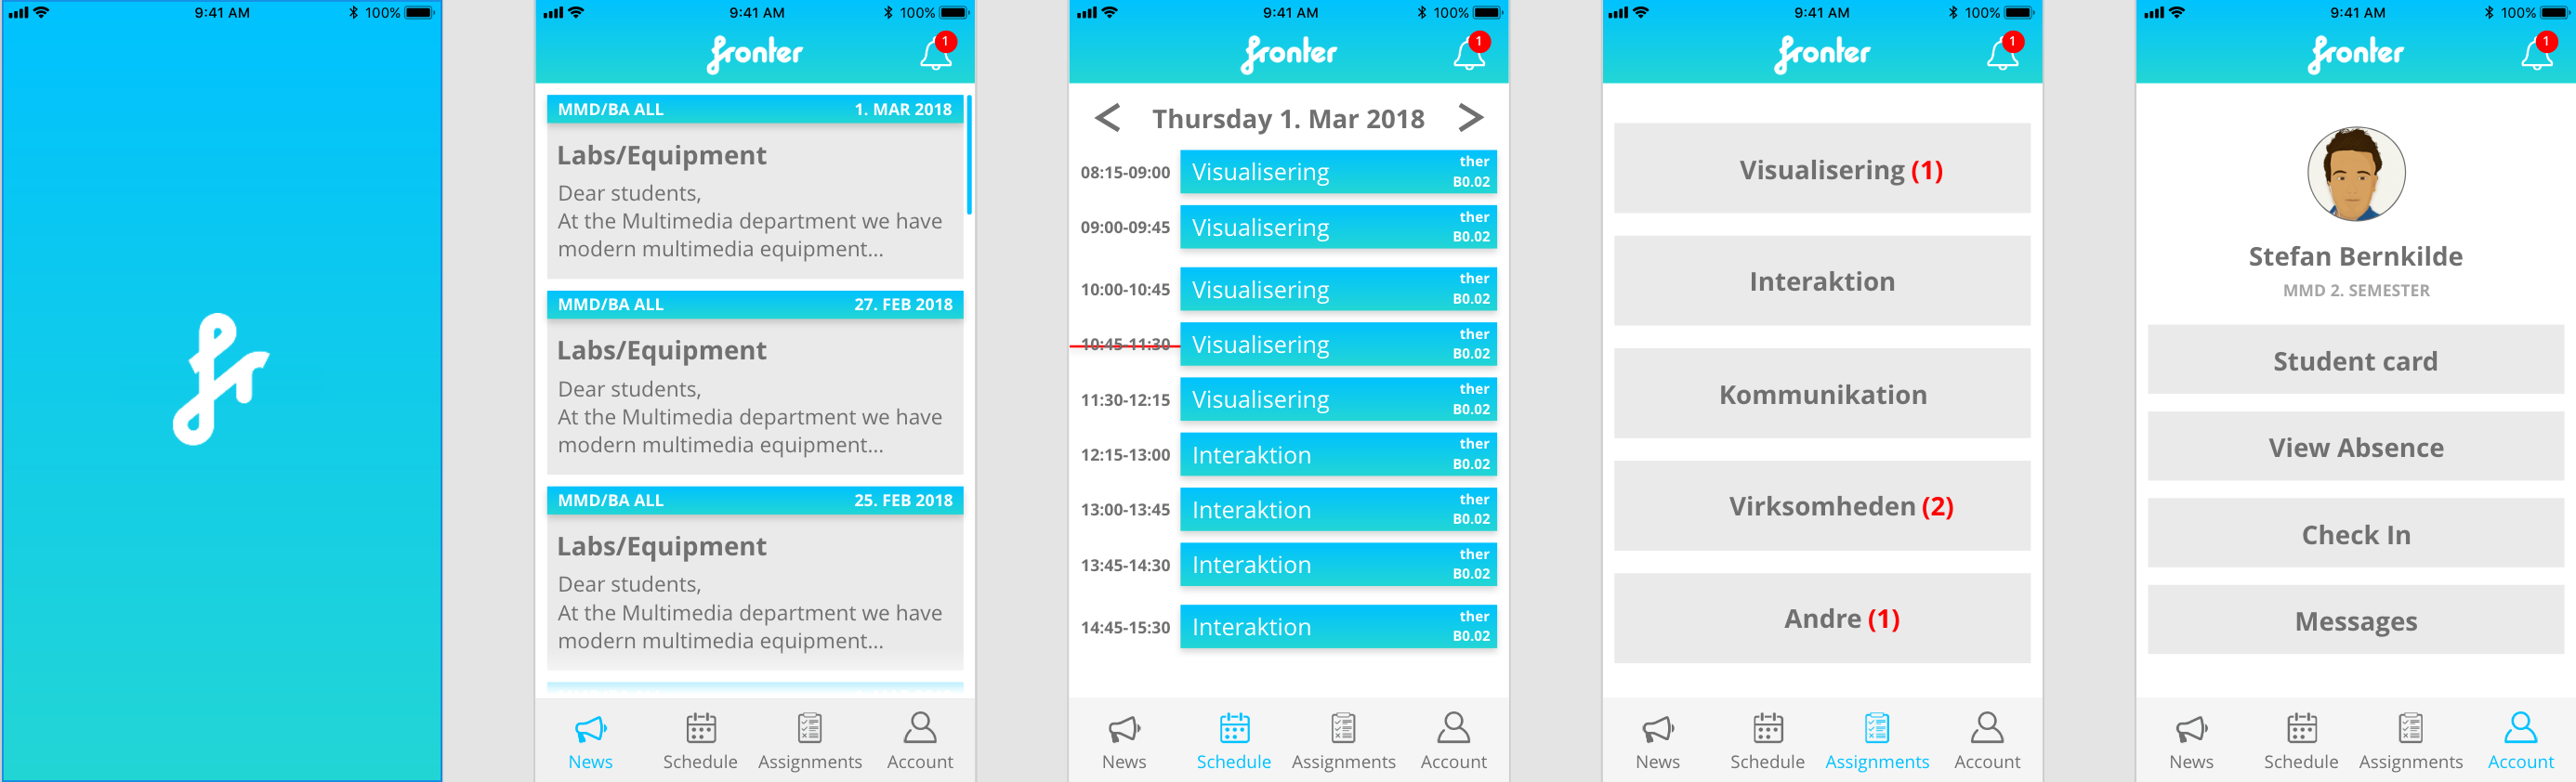 9:41 AM
100%
fr
9:41 AM
100%
fronter
1
MMD/BA ALL 1. MAR 2018
Labs/Equipment
Dear students,
At the Multimedia department we have
modern multimedia equipment...
MMD/BA ALL 27. FEB 2018
Labs/Equipment
Dear students,
At the Multimedia department we have
modern multimedia equipment...
MMD/BA ALL 25. FEB 2018
Labs/Equipment
Dear students,
At the Multimedia department we have
modern multimedia equipment...
News Schedule Assignments Account
9:41 AM
100%
fronter
1
< Thursday 1. Mar 2018 >
08:15-09:00 Visualisering ther
B0.02
09:00-09:45 Visualisering ther
B0.02
10:00-10:45 Visualisering ther
B0.02
10:45-11:30 Visualisering ther
B0.02
11:30-12:15 Visualisering ther
B0.02
12:15-13:00 Interaktion ther
B0.02
13:00-13:45 Interaktion ther
B0.02
13:45-14:30 Interaktion ther
B0.02
14:45-15:30 Interaktion ther
B0.02
News Schedule Assignments Account
9:41 AM
100%
fronter
1
Visualisering (1)
Interaktion
Kommunikation
Virksomheden (2)
Andre (1)
News Schedule Assignments Account
9:41 AM
100%
fronter
1
Stefan Bernkilde
MMD 2. SEMESTER
Student card
View Absence
Check In
Messages
News Schedule Assignments Account